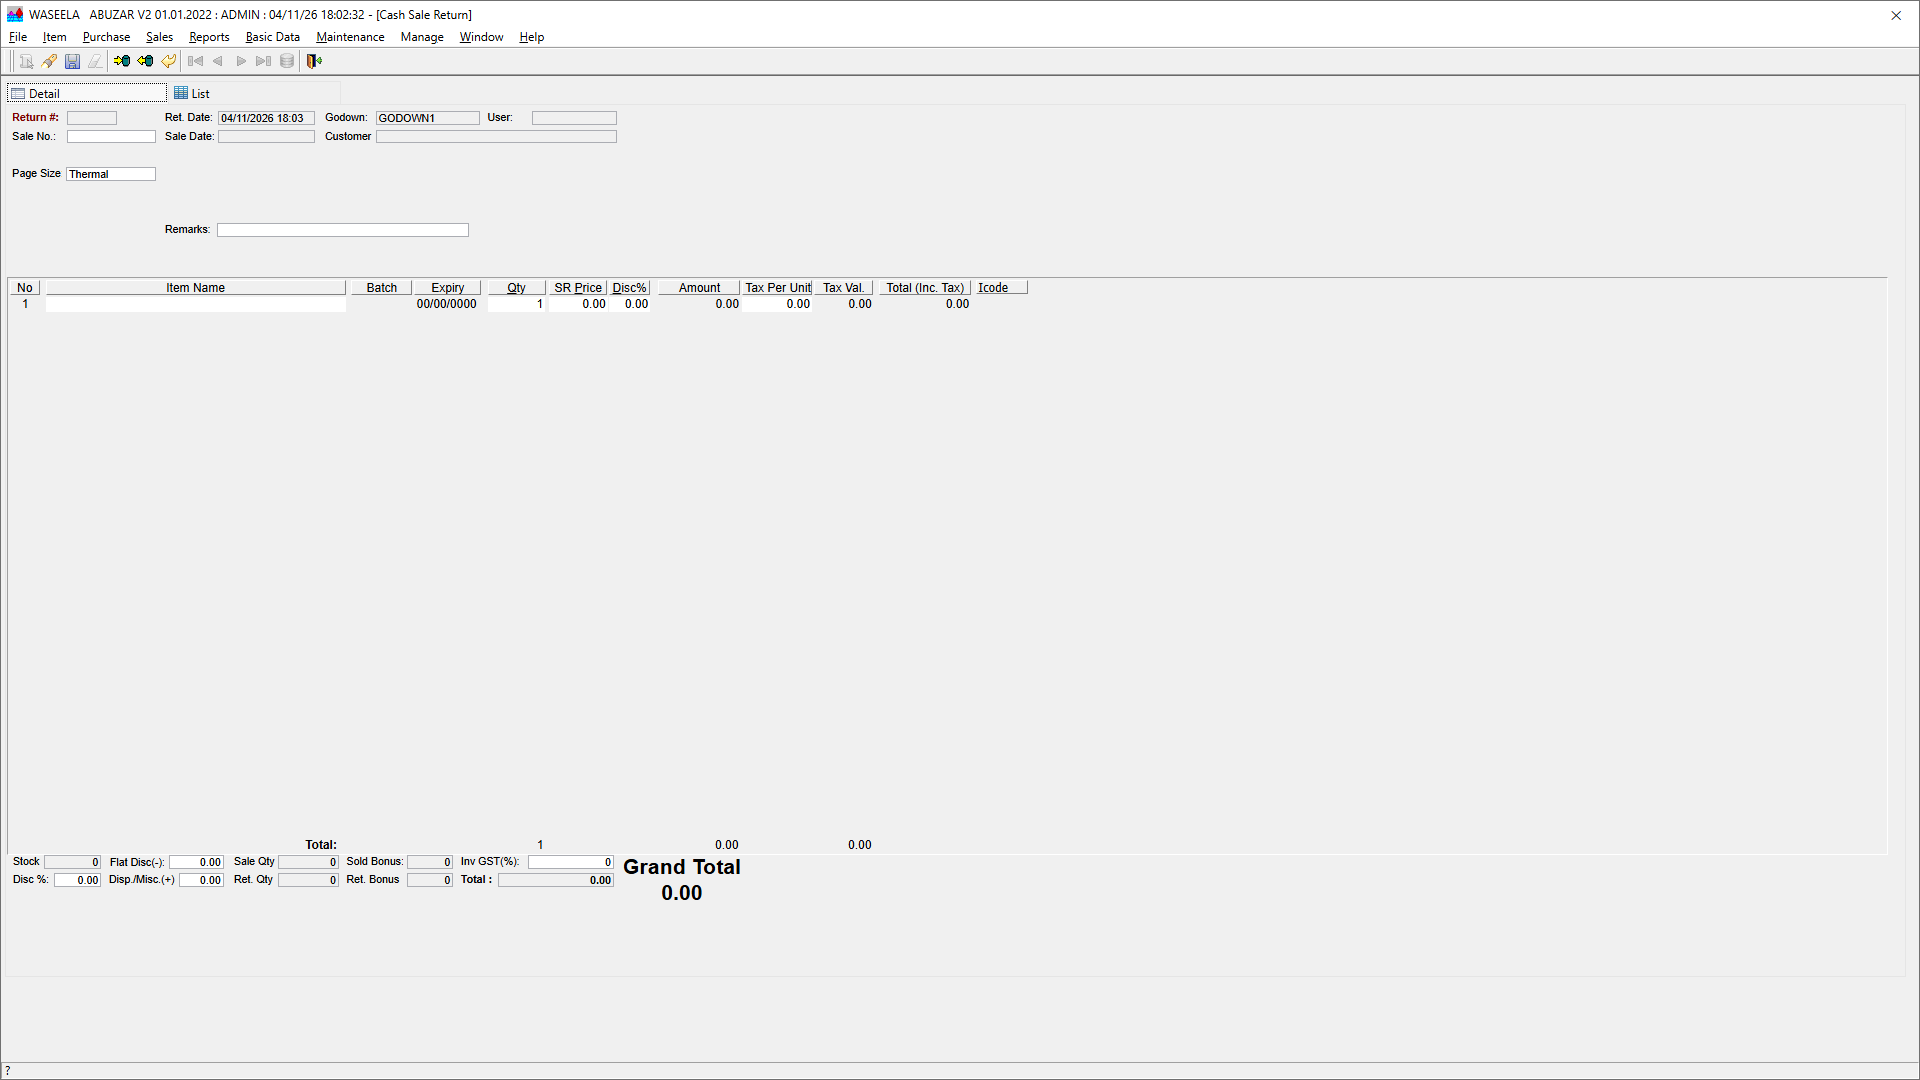 WASEELA   ABUZAR V2 01.01.2022 : ADMIN : 04/11/26 18:02:32 - [Cash Sale Return]
File Item Purchase Sales Reports Basic Data Maintenance Manage Window Help
Detail List
Return #: Ret. Date: 04/11/2026 18:03 Godown: GODOWN1 User:
Sale No.: Sale Date: Customer
Page Size Thermal
Remarks:
No Item Name Batch Expiry Qty SR Price Disc% Amount Tax Per Unit Tax Val. Total (Inc. Tax) Icode
1 00/00/0000 1 0.00 0.00 0.00 0.00 0.00 0.00
Total: 1 0.00 0.00
Stock 0 Flat Disc(-): 0.00 Sale Qty 0 Sold Bonus: 0 Inv GST(%): 0 Grand Total
Disc %: 0.00 Disp./Misc.(+) 0.00 Ret. Qty 0 Ret. Bonus 0 Total : 0.00
0.00
?